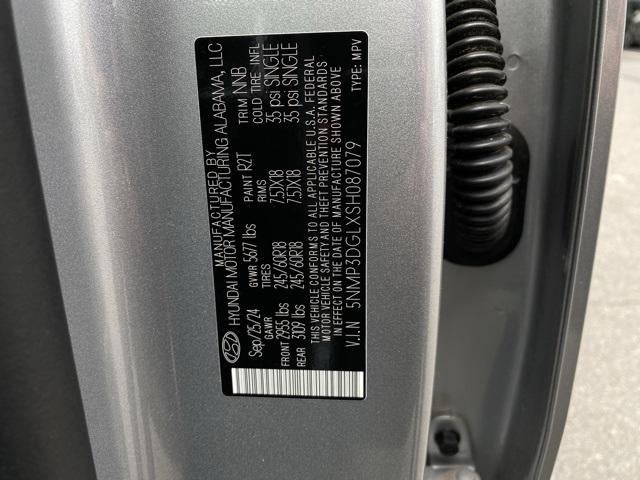 MANUFACTURED BY
HYUNDAI MOTOR MANUFACTURING ALABAMA, LLC
Sep/25/24 GVWR 5677 lbs PAINT R2T TRIM NNB
GAWR TIRES RIMS COLD TIRE INFL
FRONT 2955 lbs 245/60R18 7.5JX18 35 psi SINGLE
REAR 3109 lbs 245/60R18 7.5JX18 35 psi SINGLE
THIS VEHICLE CONFORMS TO ALL APPLICABLE U.S.A. FEDERAL
MOTOR VEHICLE SAFETY AND THEFT PREVENTION STANDARDS
IN EFFECT ON THE DATE OF MANUFACTURE SHOWN ABOVE
V.I.N 5NMP3DGLXSH087079 TYPE: MPV